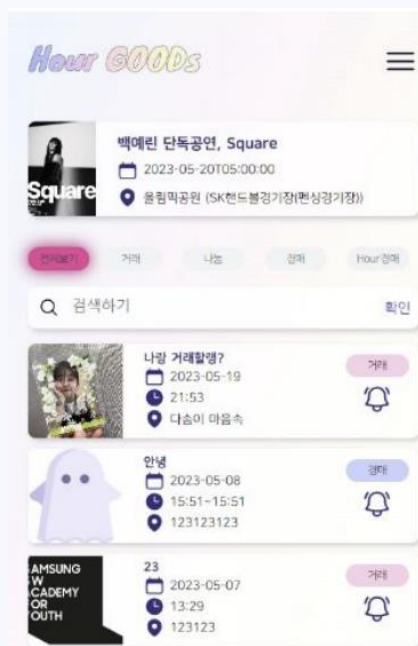 Hour GOODs
백예린 단독공연, Square
2023-05-20T05:00:00
Square
올림픽공원 (SK핸드볼경기장(펜싱경기장))
전체보기 거래 나눔 경매 Hour경매
검색하기 확인
나랑 거래할랭?
거래
2023-05-19
21:53
다솜이 마음속
안녕
경매
2023-05-08
15:51~15:51
123123123
AMSUNG
W
CADEMY
OR
OUTH
23
거래
2023-05-07
13:29
123123